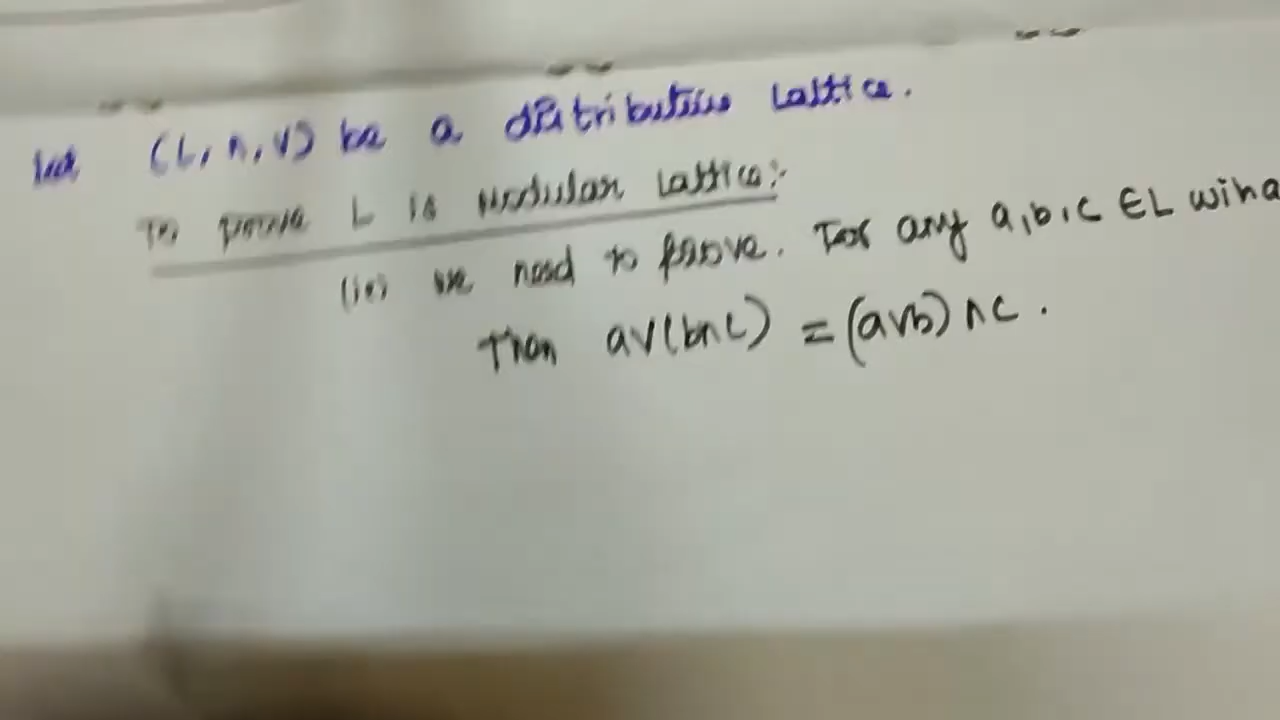 Let (L, ∧, ∨) be a distributive Lattice.
To prove L is modular Lattice:-
(ie) we need to prove. For any a, b, c ∈ L with a
Then a∨(b∧c) = (a∨b)∧c.